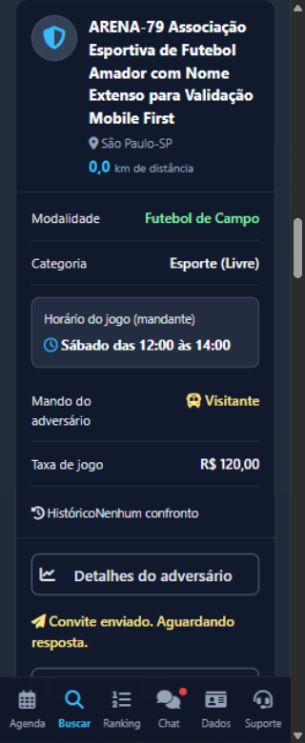 ARENA-79 Associação
Esportiva de Futebol
Amador com Nome
Extenso para Validação
Mobile First
São Paulo-SP
0,0 km de distância
Modalidade Futebol de Campo
Categoria Esporte (Livre)
Horário do jogo (mandante)
Sábado das 12:00 às 14:00
Mando do Visitante
adversário
Taxa de jogo R$ 120,00
HistóricoNenhum confronto
Detalhes do adversário
Convite enviado. Aguardando
resposta.
Agenda Buscar Ranking Chat Dados Suporte